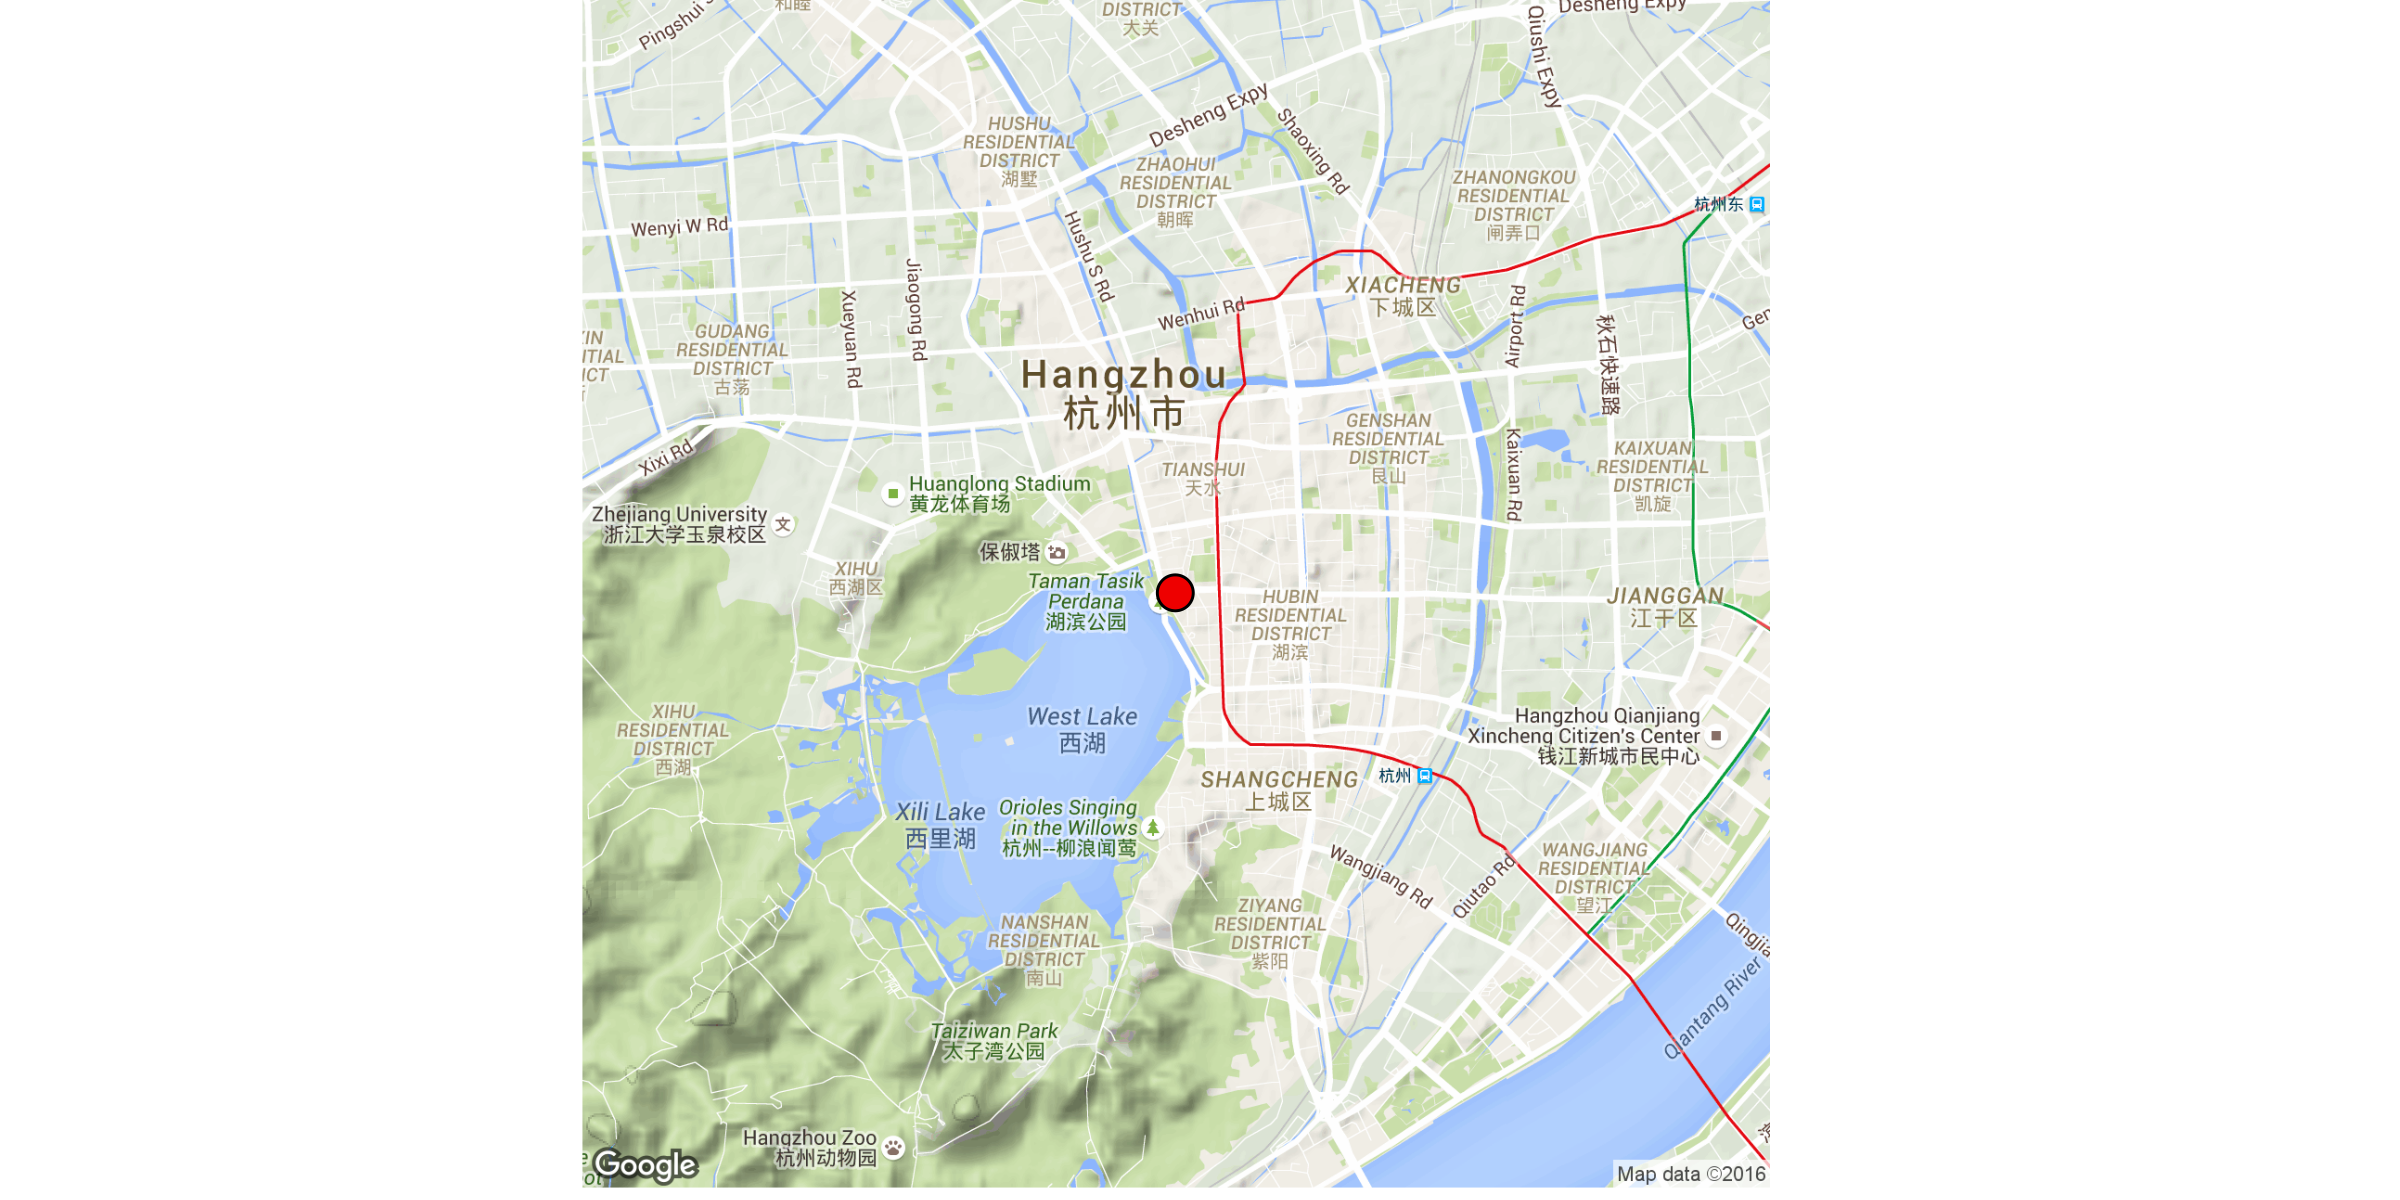 Pingshui S
和睦
DISTRICT
大关
Desheng Expy
Qiushi Expy
Desheng Expy
Shaoxing Rd
HUSHU
RESIDENTIAL
DISTRICT
湖墅
ZHAOHUI
RESIDENTIAL
DISTRICT
朝晖
ZHANONGKOU
RESIDENTIAL
DISTRICT
闸弄口
杭州东
Wenyi W Rd
Hushu S Rd
Jiaogong Rd
Xueyuan Rd
Wenhui Rd
XIACHENG
下城区
Airport Rd
秋石快速路
Gen
GUDANG
RESIDENTIAL
DISTRICT
古荡
Hangzhou
杭州市
Xixi Rd
TIANSHUI
天水
GENSHAN
RESIDENTIAL
DISTRICT
艮山
Kaixuan Rd
KAIXUAN
RESIDENTIAL
DISTRICT
凯旋
Huanglong Stadium
黄龙体育场
Zhejiang University
浙江大学玉泉校区
保俶塔
XIHU
西湖区
Taman Tasik
Perdana
湖滨公园
HUBIN
RESIDENTIAL
DISTRICT
湖滨
JIANGGAN
江干区
XIHU
RESIDENTIAL
DISTRICT
西湖
West Lake
西湖
Hangzhou Qianjiang
Xincheng Citizen's Center
钱江新城市民中心
SHANGCHENG
上城区
杭州
Xili Lake
西里湖
Orioles Singing
in the Willows
杭州--柳浪闻莺
Wangjiang Rd
Qiutao Rd
WANGJIANG
RESIDENTIAL
DISTRICT
望江
NANSHAN
RESIDENTIAL
DISTRICT
南山
ZIYANG
RESIDENTIAL
DISTRICT
紫阳
Qingjia
Qiantang River
Taiziwan Park
太子湾公园
Hangzhou Zoo
杭州动物园
Google
Map data ©2016